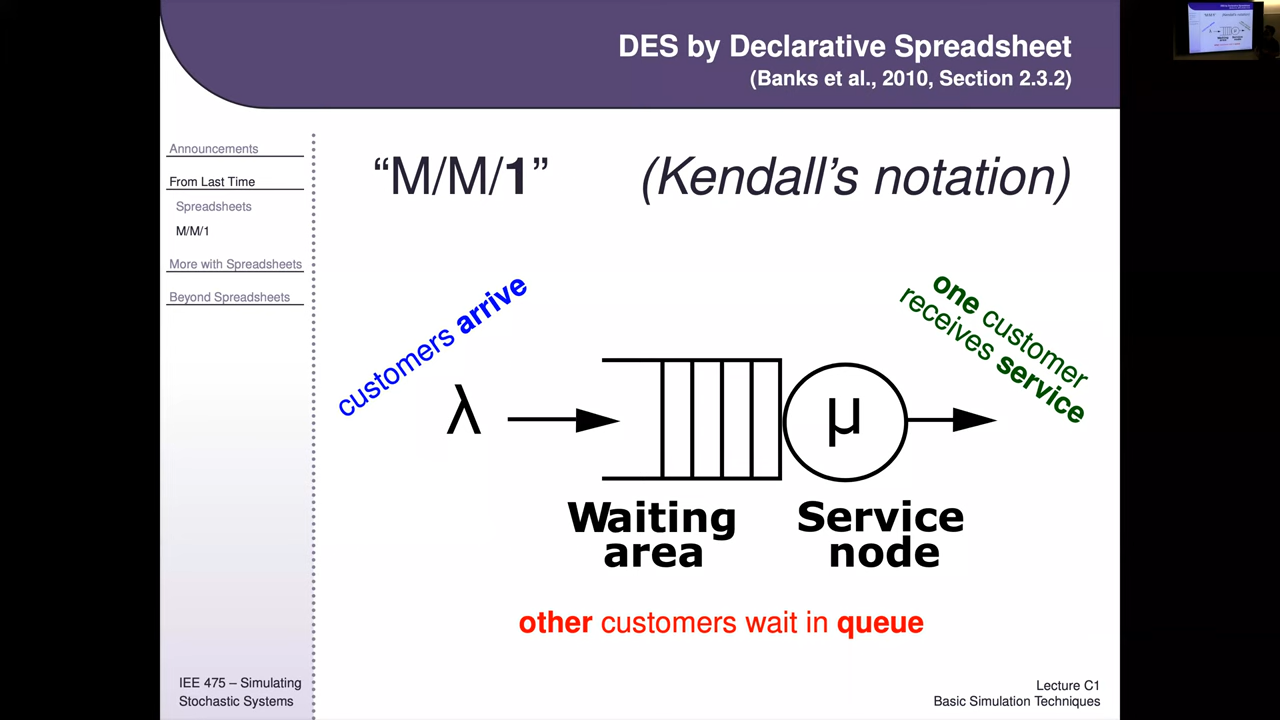 DES by Declarative Spreadsheet
(Banks et al., 2010, Section 2.3.2)
Announcements
From Last Time
Spreadsheets
M/M/1
More with Spreadsheets
Beyond Spreadsheets
“M/M/1” (Kendall’s notation)
customers arrive
one customer
receives service
λ
μ
Waiting
area
Service
node
other customers wait in queue
IEE 475 – Simulating
Stochastic Systems
Lecture C1
Basic Simulation Techniques